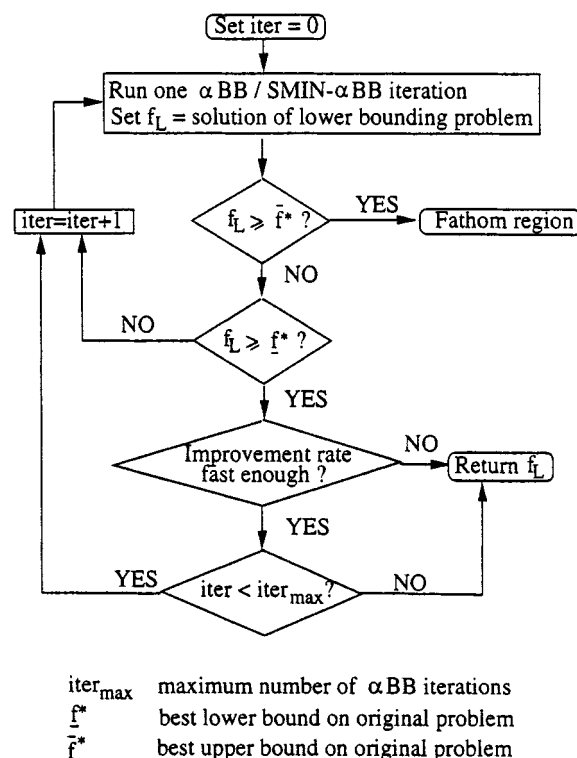 Set iter = 0
Run one αBB / SMIN-αBB iteration
Set f_L = solution of lower bounding problem
iter=iter+1
f_L ⩾ f̄* ?
YES
Fathom region
NO
NO
f_L ⩾ f̲* ?
YES
Improvement rate
fast enough ?
NO
Return f_L
YES
YES
iter < iter_max?
NO
iter_max maximum number of αBB iterations
f̲* best lower bound on original problem
f̄* best upper bound on original problem